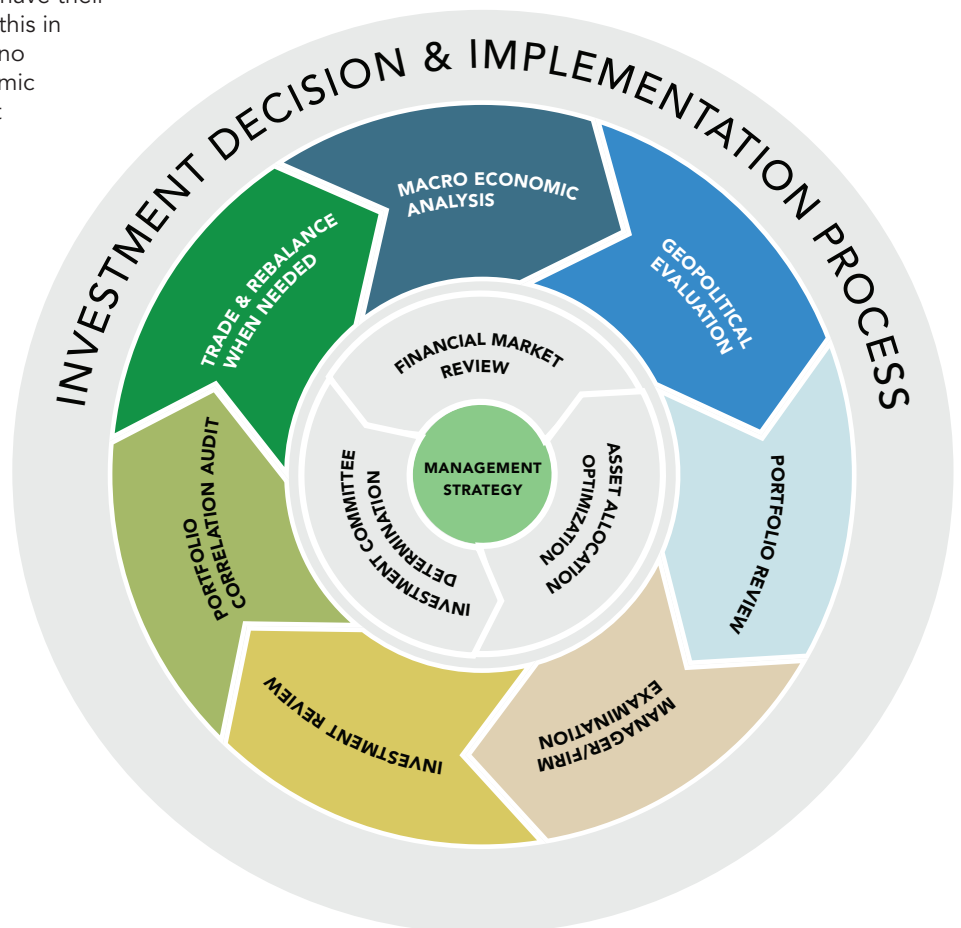 have their
this in
no
mic
INVESTMENT DECISION & IMPLEMENTATION PROCESS
MACRO ECONOMIC
ANALYSIS
GEOPOLITICAL
EVALUATION
PORTFOLIO REVIEW
MANAGER/FIRM
EXAMINATION
INVESTMENT REVIEW
PORTFOLIO
CORRELATION AUDIT
TRADE & REBALANCE
WHEN NEEDED
FINANCIAL MARKET
REVIEW
ASSET ALLOCATION
OPTIMIZATION
INVESTMENT COMMITTEE
DETERMINATION
MANAGEMENT
STRATEGY